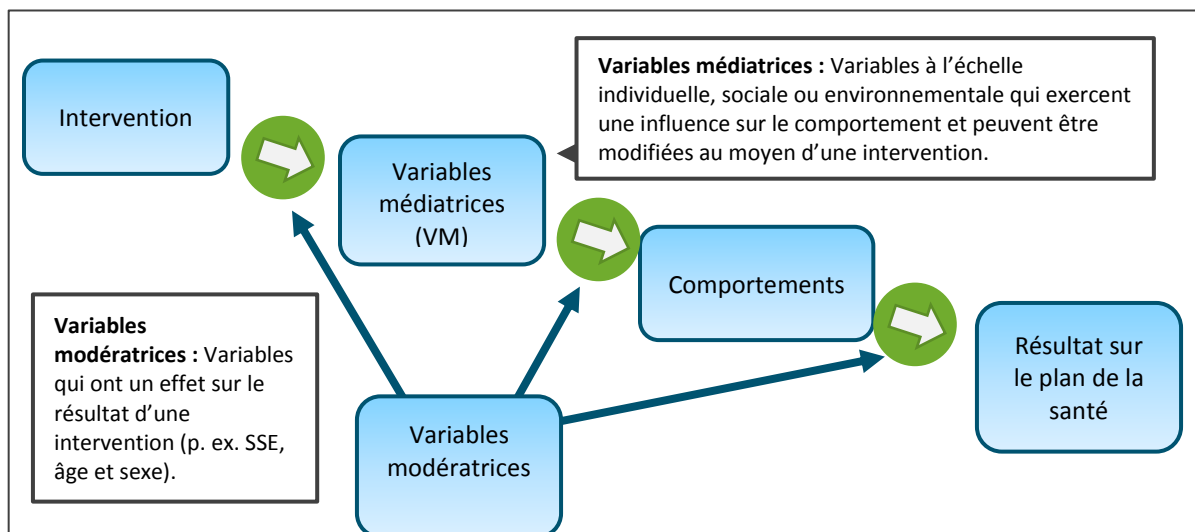 Intervention
Variables médiatrices : Variables à l’échelle
individuelle, sociale ou environnementale qui exercent
une influence sur le comportement et peuvent être
modifiées au moyen d’une intervention.
Variables
médiatrices
(VM)
Comportements
Résultat sur
le plan de la
santé
Variables
modératrices : Variables
qui ont un effet sur le
résultat d’une
intervention (p. ex. SSE,
âge et sexe).
Variables
modératrices